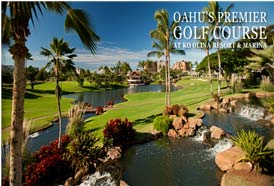 OAHU'S PREMIER
GOLF COURSE
AT KO OLINA RESORT & MARINA